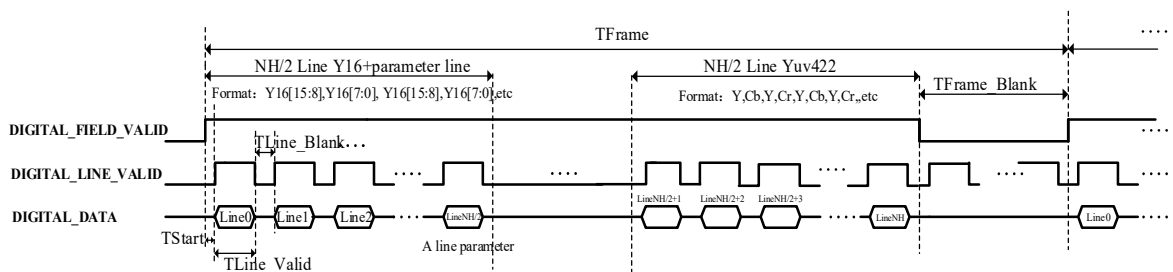 TFrame
NH/2 Line Y16+parameter line
NH/2 Line Yuv422
TFrame_Blank
Format：Y16[15:8],Y16[7:0], Y16[15:8],Y16[7:0],etc
Format：Y,Cb,Y,Cr,Y,Cb,Y,Cr,,etc
DIGITAL_FIELD_VALID
TLine_Blank
DIGITAL_LINE_VALID
DIGITAL_DATA
Line0
Line1
Line2
LineNH/2
LineNH/2+1
LineNH/2+2
LineNH/2+3
LineNH
Line0
TStart
A line parameter
TLine_Valid